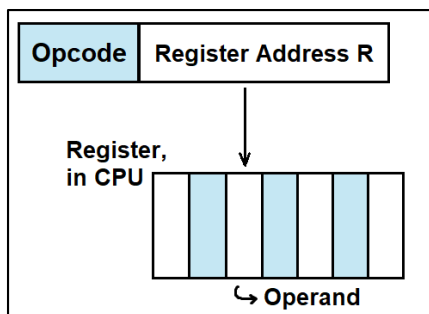 Opcode Register Address R
Register,
in CPU
Operand